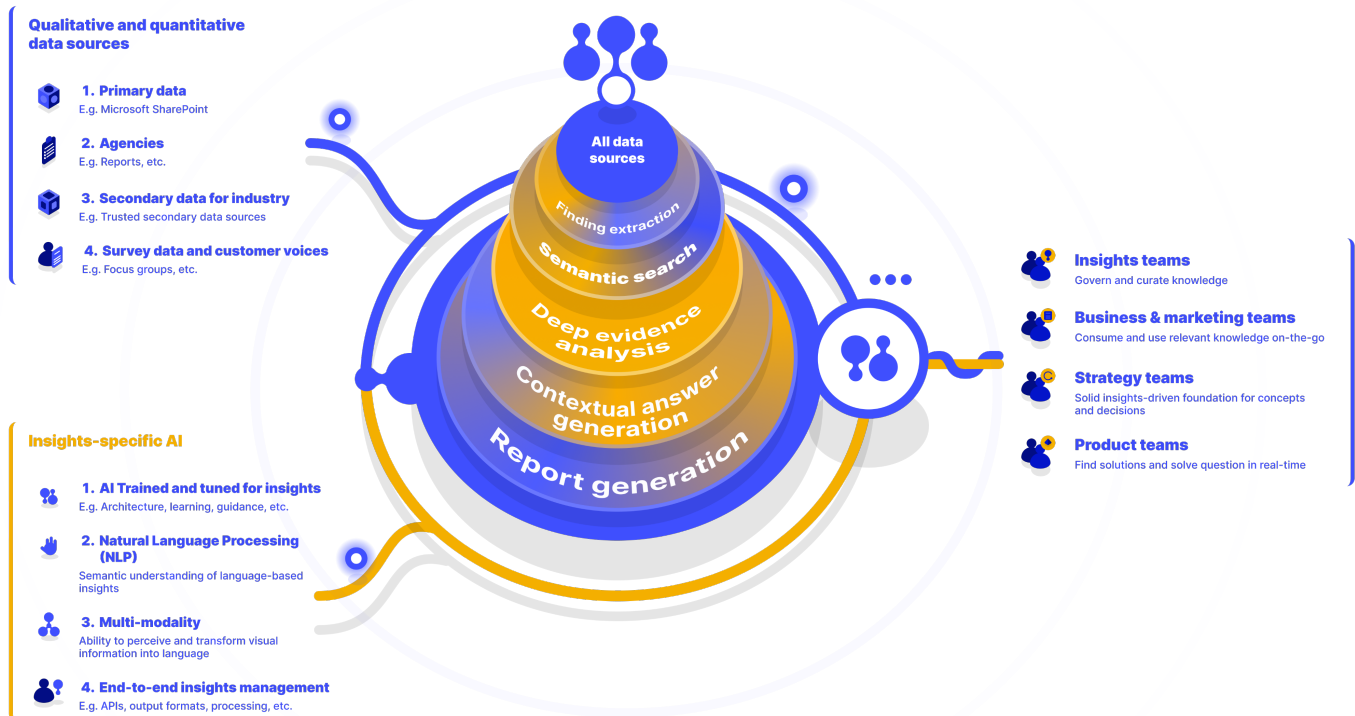 Qualitative and quantitative
data sources
1. Primary data
E.g. Microsoft SharePoint
2. Agencies
E.g. Reports, etc.
3. Secondary data for industry
E.g. Trusted secondary data sources
4. Survey data and customer voices
E.g. Focus groups, etc.
Insights-specific AI
1. AI Trained and tuned for insights
E.g. Architecture, learning, guidance, etc.
2. Natural Language Processing
(NLP)
Semantic understanding of language-based
insights
3. Multi-modality
Ability to perceive and transform visual
information into language
4. End-to-end insights management
E.g. APIs, output formats, processing, etc.
All data
sources
Finding extraction
Semantic search
Deep evidence
analysis
Contextual answer
generation
Report generation
Insights teams
Govern and curate knowledge
Business & marketing teams
Consume and use relevant knowledge on-the-go
Strategy teams
Solid insights-driven foundation for concepts
and decisions
Product teams
Find solutions and solve question in real-time